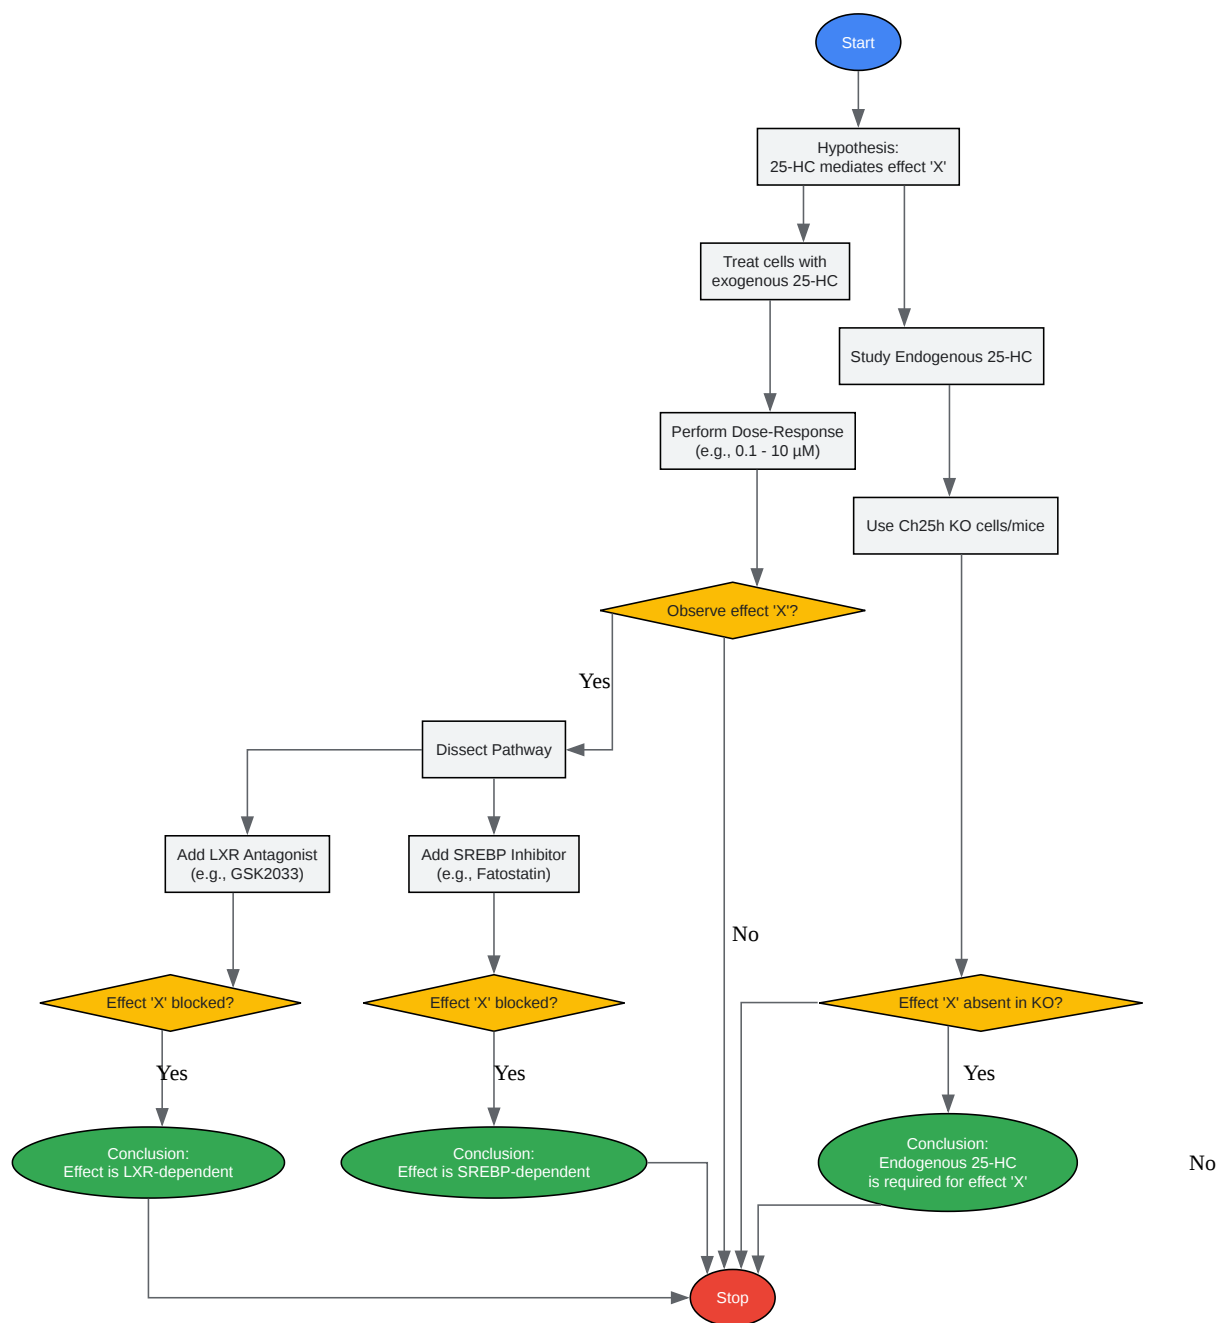 Start
Hypothesis:
25-HC mediates effect 'X'
Treat cells with
exogenous 25-HC
Study Endogenous 25-HC
Perform Dose-Response
(e.g., 0.1 - 10 µM)
Use Ch25h KO cells/mice
Observe effect 'X'?
Yes
Dissect Pathway
Add LXR Antagonist
(e.g., GSK2033)
Add SREBP Inhibitor
(e.g., Fatostatin)
No
Effect 'X' blocked?
Effect 'X' blocked?
Effect 'X' absent in KO?
Yes
Yes
Yes
Conclusion:
Effect is LXR-dependent
Conclusion:
Effect is SREBP-dependent
Conclusion:
Endogenous 25-HC
is required for effect 'X'
No
Stop